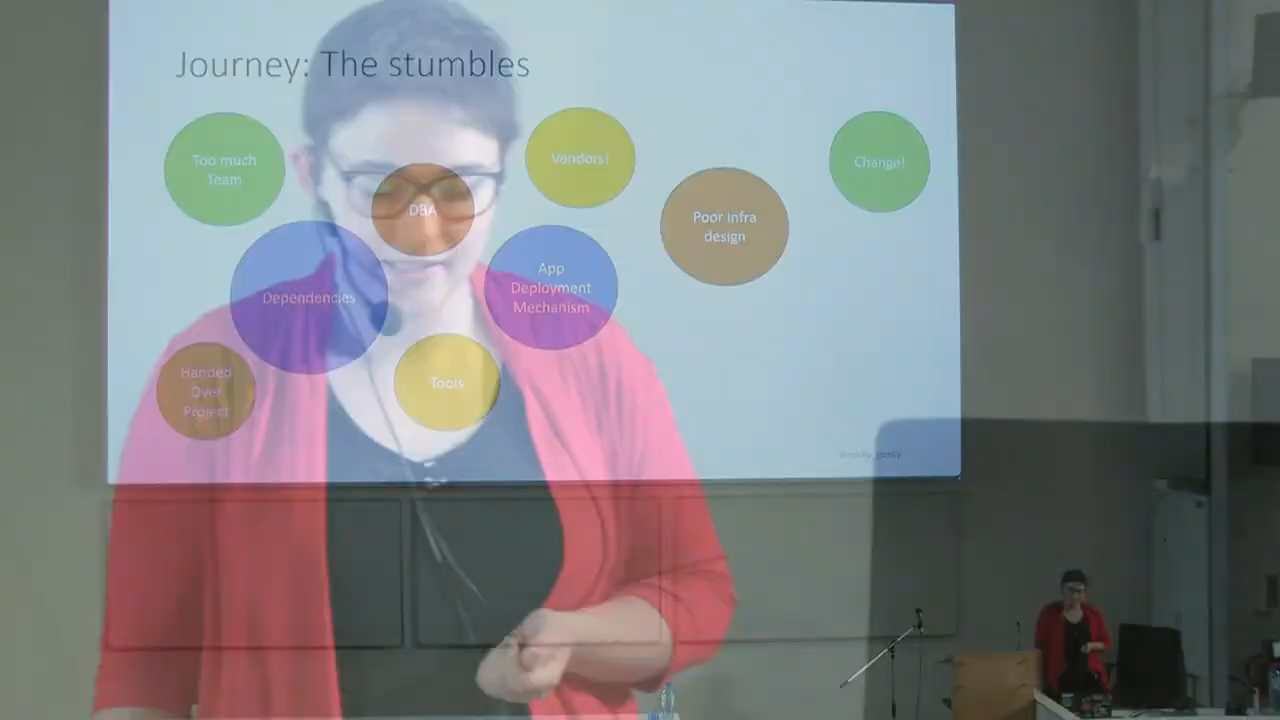 Journey: The stumbles
Too much
Team
DBA
Vendors!
Poor infra
design
Change!
Dependencies
App
Deployment
Mechanism
Handed
Over
Project
Tools